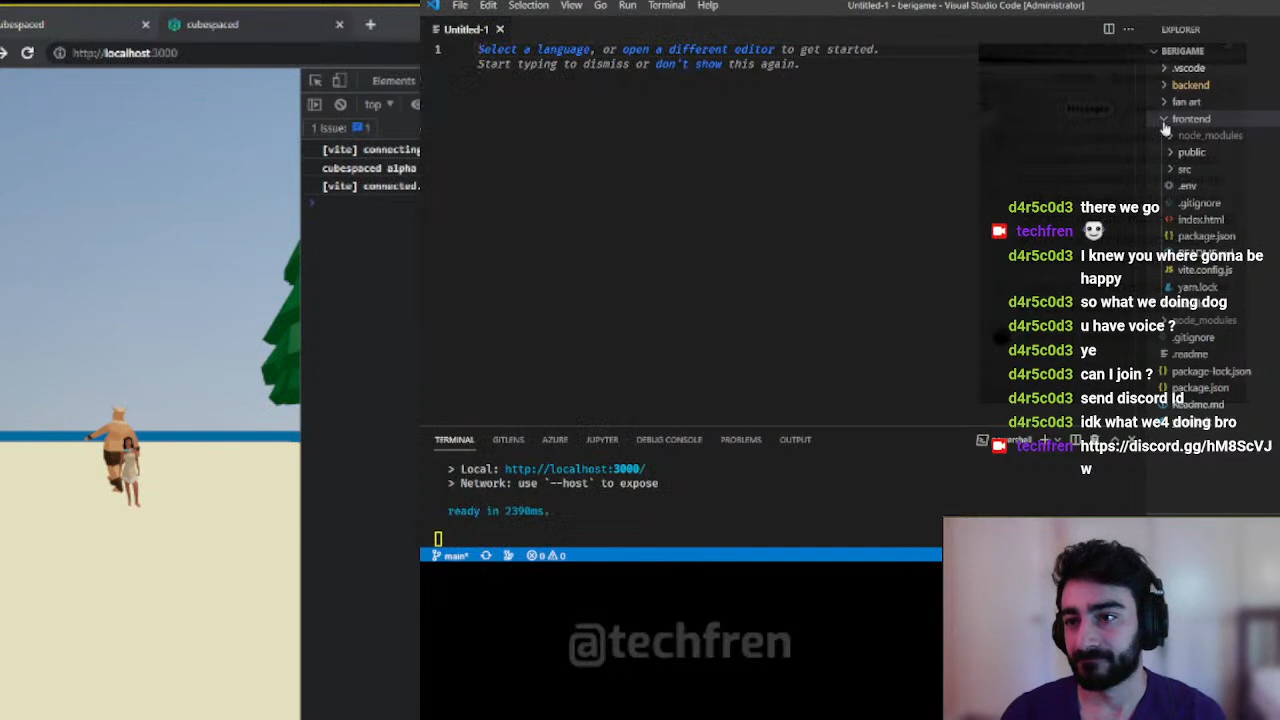 ubespaced
cubespaced
http://localhost:3000
Elements
top
1 Issue: 1
[vite] connecting
cubespaced alpha
[vite] connected.
File Edit Selection View Go Run Terminal Help
Untitled-1 - berigame - Visual Studio Code [Administrator]
Untitled-1
1
Select a language, or open a different editor to get started.
Start typing to dismiss or don't show this again.
TERMINAL GITLENS AZURE JUPYTER DEBUG CONSOLE PROBLEMS OUTPUT
> Local: http://localhost:3000/
> Network: use `--host` to expose
ready in 2390ms.
main* 0 0
EXPLORER
BERIGAME
.vscode
backend
fan art
frontend
node_modules
public
src
.env
.gitignore
index.html
package.json
vite.config.js
yarn.lock
node_modules
.gitignore
.readme
package-lock.json
package.json
Readme.md
d4r5c0d3 there we go
techfren
d4r5c0d3 I knew you where gonna be
happy
d4r5c0d3 so what we doing dog
d4r5c0d3 u have voice ?
d4r5c0d3 ye
d4r5c0d3 can I join ?
d4r5c0d3 send discord id
d4r5c0d3 idk what we doing bro
techfren https://discord.gg/hM8ScVJ
w
@techfren